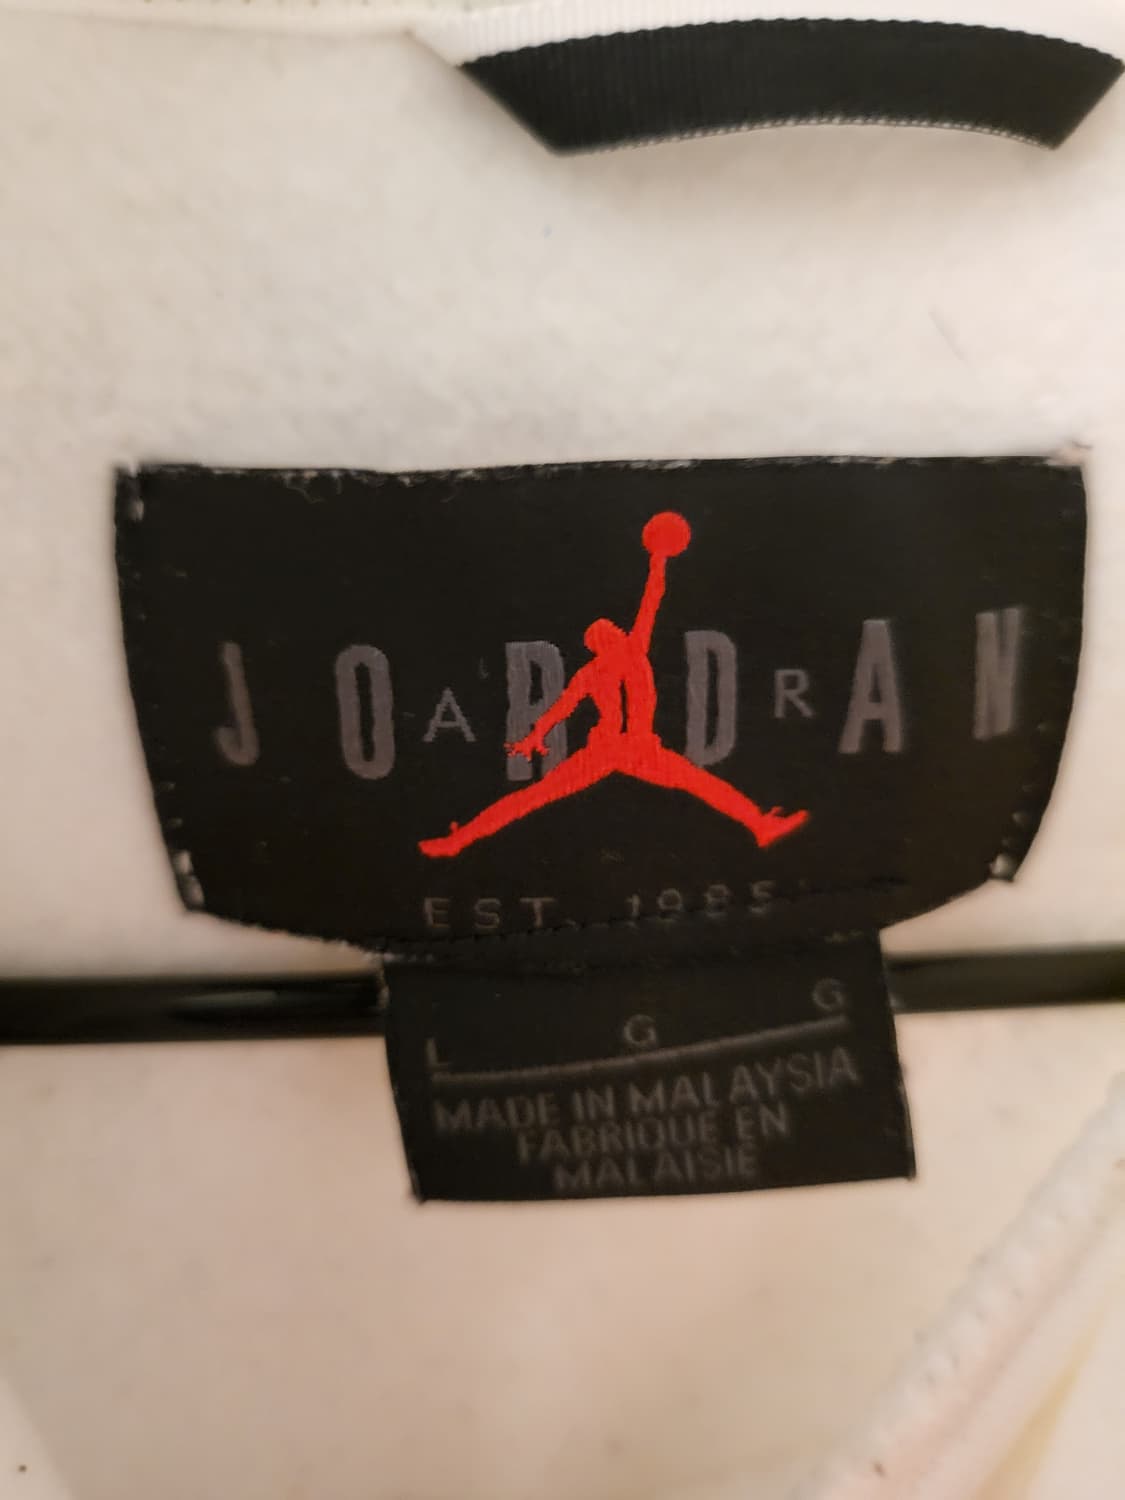 JORDAN
AIR
EST. 1985
L G G
MADE IN MALAYSIA
FABRIQUE EN
MALAISIE